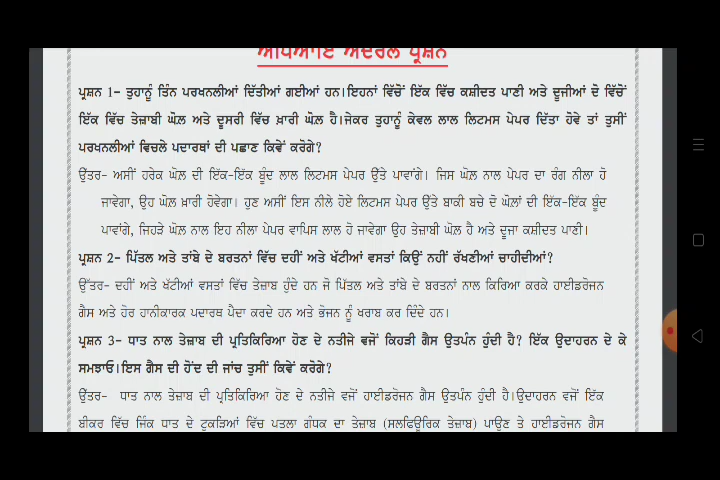 ਅਧਿਆਇ ਅੰਦਰਲੇ ਪ੍ਰਸ਼ਨ
ਪ੍ਰਸ਼ਨ 1- ਤੁਹਾਨੂੰ ਤਿੰਨ ਪਰਖਨਲੀਆਂ ਦਿੱਤੀਆਂ ਗਈਆਂ ਹਨ।ਇਹਨਾਂ ਵਿੱਚੋਂ ਇੱਕ ਵਿੱਚ ਕਸ਼ੀਦਤ ਪਾਣੀ ਅਤੇ ਦੂਜੀਆਂ ਦੋ ਵਿੱਚੋਂ
ਇੱਕ ਵਿੱਚ ਤੇਜ਼ਾਬੀ ਘੋਲ਼ ਅਤੇ ਦੂਸਰੀ ਵਿੱਚ ਖ਼ਾਰੀ ਘੋਲ਼ ਹੈ।ਜੇਕਰ ਤੁਹਾਨੂੰ ਕੇਵਲ ਲਾਲ ਲਿਟਮਸ ਪੇਪਰ ਦਿੱਤਾ ਹੋਵੇ ਤਾਂ ਤੁਸੀਂ
ਪਰਖਨਲੀਆਂ ਵਿਚਲੇ ਪਦਾਰਥਾਂ ਦੀ ਪਛਾਣ ਕਿਵੇਂ ਕਰੋਗੇ?
ਉੱਤਰ- ਅਸੀਂ ਹਰੇਕ ਘੋਲ਼ ਦੀ ਇੱਕ-ਇੱਕ ਬੂੰਦ ਲਾਲ ਲਿਟਮਸ ਪੇਪਰ ਉੱਤੇ ਪਾਵਾਂਗੇ। ਜਿਸ ਘੋਲ਼ ਨਾਲ ਪੇਪਰ ਦਾ ਰੰਗ ਨੀਲਾ ਹੋ
ਜਾਵੇਗਾ, ਉਹ ਘੋਲ਼ ਖ਼ਾਰੀ ਹੋਵੇਗਾ। ਹੁਣ ਅਸੀਂ ਇਸ ਨੀਲੇ ਹੋਏ ਲਿਟਮਸ ਪੇਪਰ ਉੱਤੇ ਬਾਕੀ ਬਚੇ ਦੋ ਘੋਲ਼ਾਂ ਦੀ ਇੱਕ-ਇੱਕ ਬੂੰਦ
ਪਾਵਾਂਗੇ, ਜਿਹੜੇ ਘੋਲ਼ ਨਾਲ ਇਹ ਨੀਲਾ ਪੇਪਰ ਵਾਪਿਸ ਲਾਲ ਹੋ ਜਾਵੇਗਾ ਉਹ ਤੇਜ਼ਾਬੀ ਘੋਲ਼ ਹੈ ਅਤੇ ਦੂਜਾ ਕਸ਼ੀਦਤ ਪਾਣੀ।
ਪ੍ਰਸ਼ਨ 2- ਪਿੱਤਲ ਅਤੇ ਤਾਂਬੇ ਦੇ ਬਰਤਨਾਂ ਵਿੱਚ ਦਹੀਂ ਅਤੇ ਖੱਟੀਆਂ ਵਸਤਾਂ ਕਿਉਂ ਨਹੀਂ ਰੱਖਣੀਆਂ ਚਾਹੀਦੀਆਂ?
ਉੱਤਰ- ਦਹੀਂ ਅਤੇ ਖੱਟੀਆਂ ਵਸਤਾਂ ਵਿੱਚ ਤੇਜ਼ਾਬ ਹੁੰਦੇ ਹਨ ਜੋ ਪਿੱਤਲ ਅਤੇ ਤਾਂਬੇ ਦੇ ਬਰਤਨਾਂ ਨਾਲ ਕਿਰਿਆ ਕਰਕੇ ਹਾਈਡਰੋਜਨ
ਗੈਸ ਅਤੇ ਹੋਰ ਹਾਨੀਕਾਰਕ ਪਦਾਰਥ ਪੈਦਾ ਕਰਦੇ ਹਨ ਅਤੇ ਭੋਜਨ ਨੂੰ ਖਰਾਬ ਕਰ ਦਿੰਦੇ ਹਨ।
ਪ੍ਰਸ਼ਨ 3- ਧਾਤ ਨਾਲ ਤੇਜ਼ਾਬ ਦੀ ਪ੍ਰਤਿਕਿਰਿਆ ਹੋਣ ਦੇ ਨਤੀਜੇ ਵਜੋਂ ਕਿਹੜੀ ਗੈਸ ਉਤਪੰਨ ਹੁੰਦੀ ਹੈ? ਇੱਕ ਉਦਾਹਰਨ ਦੇ ਕੇ
ਸਮਝਾਓ।ਇਸ ਗੈਸ ਦੀ ਹੋਂਦ ਦੀ ਜਾਂਚ ਤੁਸੀਂ ਕਿਵੇਂ ਕਰੋਗੇ?
ਉੱਤਰ- ਧਾਤ ਨਾਲ ਤੇਜ਼ਾਬ ਦੀ ਪ੍ਰਤਿਕਿਰਿਆ ਹੋਣ ਦੇ ਨਤੀਜੇ ਵਜੋਂ ਹਾਈਡਰੋਜਨ ਗੈਸ ਉਤਪੰਨ ਹੁੰਦੀ ਹੈ।ਉਦਾਹਰਨ ਵਜੋਂ ਇੱਕ
ਬੀਕਰ ਵਿੱਚ ਜਿੰਕ ਧਾਤ ਦੇ ਟੁਕੜਿਆਂ ਵਿੱਚ ਪਤਲਾ ਗੰਧਕ ਦਾ ਤੇਜ਼ਾਬ (ਸਲਫਿਊਰਿਕ ਤੇਜ਼ਾਬ) ਪਾਉਣ ਤੇ ਹਾਈਡਰੋਜਨ ਗੈਸ